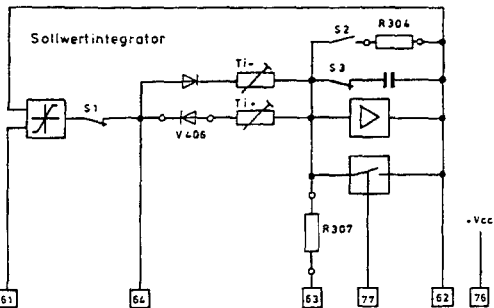 Sollwertintegrator
S2
R304
Ti-
S3
S1
Ti+
V406
R307
+Vcc
61
64
63
77
62
76